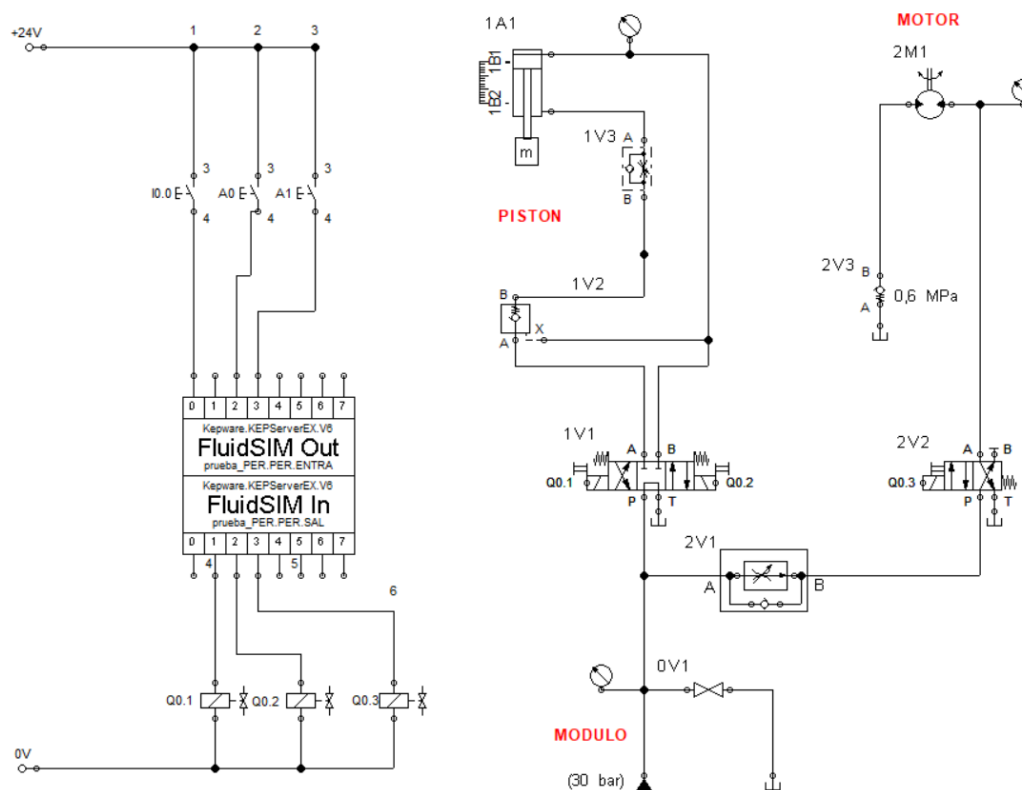 +24V
1
2
3
3
3
3
I0.0
A0
A1
4
4
4
0 1 2 3 4 5 6 7
Kepware.KEPServerEX.V6
FluidSIM Out
prueba_PER.PER.ENTRA
Kepware.KEPServerEX.V6
FluidSIM In
prueba_PER.PER.SAL
0 1 2 3 4 5 6 7
4
5
6
Q0.1
Q0.2
Q0.3
0V
1A1
1B1
1B2
m
1V3
A
B
PISTON
1V2
B
X
A
1V1
A
B
Q0.1
Q0.2
P
T
MOTOR
2M1
2V3
B
A
0,6 MPa
2V2
A
B
Q0.3
P
T
2V1
A
B
0V1
MODULO
(30 bar)